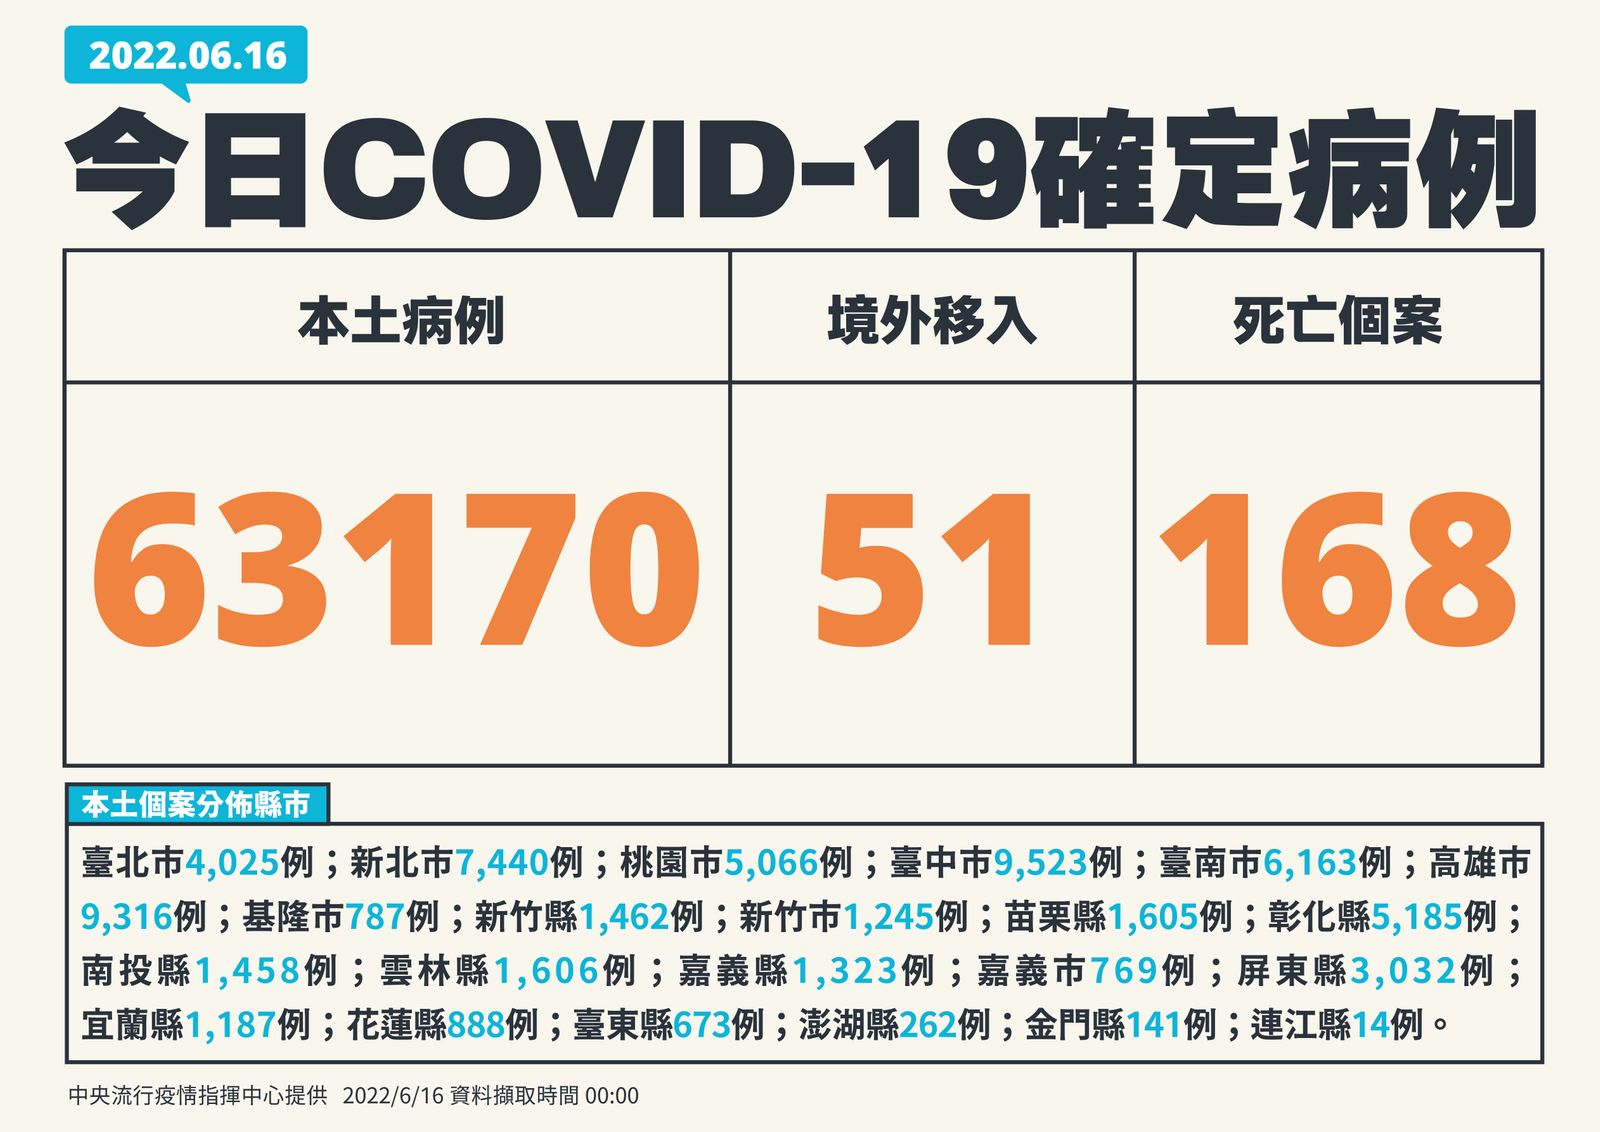 2022.06.16
今日COVID-19確定病例
本土病例 境外移入 死亡個案
63170 51 168
本土個案分佈縣市
臺北市4,025例；新北市7,440例；桃園市5,066例；臺中市9,523例；臺南市6,163例；高雄市
9,316例；基隆市787例；新竹縣1,462例；新竹市1,245例；苗栗縣1,605例；彰化縣5,185例；
南投縣1,458例；雲林縣1,606例；嘉義縣1,323例；嘉義市769例；屏東縣3,032例；
宜蘭縣1,187例；花蓮縣888例；臺東縣673例；澎湖縣262例；金門縣141例；連江縣14例。
中央流行疫情指揮中心提供 2022/6/16 資料擷取時間 00:00